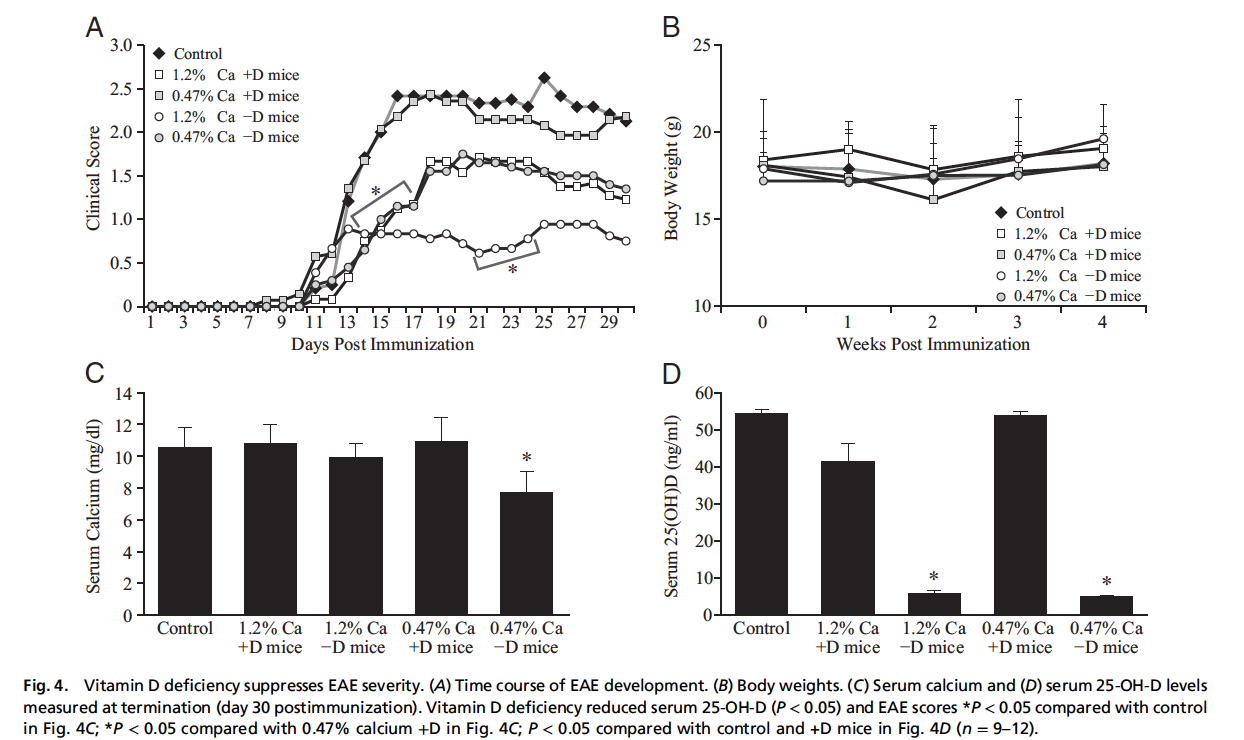 A
3.0
2.5
2.0
1.5
1.0
0.5
0
Clinical Score
Control
1.2% Ca +D mice
0.47% Ca +D mice
1.2% Ca −D mice
0.47% Ca −D mice
*
*
1 3 5 7 9 11 13 15 17 19 21 23 25 27 29
Days Post Immunization
B
25
20
15
10
Body Weight (g)
Control
1.2% Ca +D mice
0.47% Ca +D mice
1.2% Ca −D mice
0.47% Ca −D mice
0 1 2 3 4
Weeks Post Immunization
C
14
12
10
8
6
4
2
0
Serum Calcium (mg/dl)
*
Control 1.2% Ca 1.2% Ca 0.47% Ca 0.47% Ca
+D mice −D mice +D mice −D mice
D
60
50
40
30
20
10
0
Serum 25(OH)D (ng/ml)
* *
Control 1.2% Ca 1.2% Ca 0.47% Ca 0.47% Ca
+D mice −D mice +D mice −D mice
Fig. 4. Vitamin D deficiency suppresses EAE severity. (A) Time course of EAE development. (B) Body weights. (C) Serum calcium and (D) serum 25-OH-D levels
measured at termination (day 30 postimmunization). Vitamin D deficiency reduced serum 25-OH-D (P < 0.05) and EAE scores *P < 0.05 compared with control
in Fig. 4C; *P < 0.05 compared with 0.47% calcium +D in Fig. 4C; P < 0.05 compared with control and +D mice in Fig. 4D (n = 9–12).